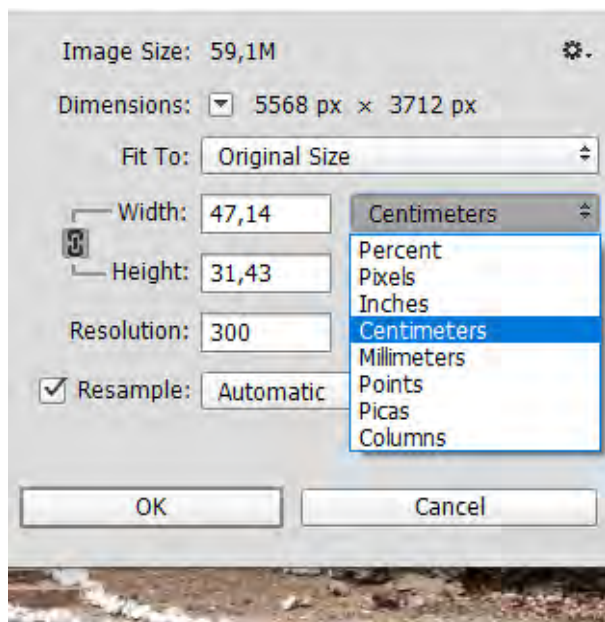 Image Size: 59,1M
Dimensions: 5568 px × 3712 px
Fit To: Original Size
Width: 47,14 Centimeters
Percent
Pixels
Inches
Height: 31,43
Centimeters
Resolution: 300
Millimeters
Points
Resample: Automatic
Picas
Columns
OK Cancel